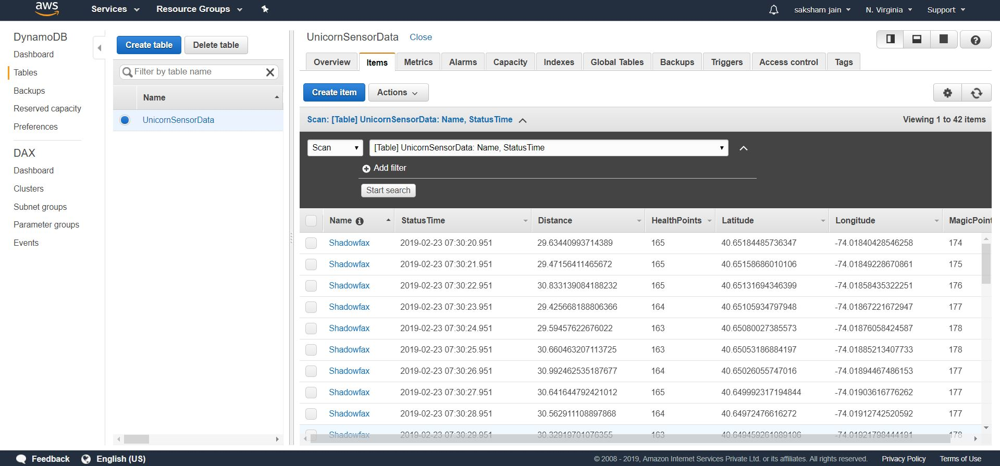 aws Services Resource Groups saksham jain N. Virginia Support
DynamoDB
Dashboard
Tables
Backups
Reserved capacity
Preferences
DAX
Dashboard
Clusters
Subnet groups
Parameter groups
Events
Create table Delete table
Filter by table name
Name
UnicornSensorData
UnicornSensorData Close
Overview Items Metrics Alarms Capacity Indexes Global Tables Backups Triggers Access control Tags
Create item Actions
Scan: [Table] UnicornSensorData: Name, StatusTime Viewing 1 to 42 items
Scan [Table] UnicornSensorData: Name, StatusTime
Add filter
Start search
Name StatusTime Distance HealthPoints Latitude Longitude MagicPoint
Shadowfax 2019-02-23 07:30:20.951 29.63440993714389 165 40.65184485736347 -74.01840428546258 174
Shadowfax 2019-02-23 07:30:21.951 29.47156411465672 165 40.65158686010106 -74.01849228670861 175
Shadowfax 2019-02-23 07:30:22.951 30.833139084188232 165 40.65131694346399 -74.01858435322251 176
Shadowfax 2019-02-23 07:30:23.951 29.425668188806366 164 40.65105934797948 -74.01867221672947 177
Shadowfax 2019-02-23 07:30:24.951 29.59457622676022 163 40.65080027385573 -74.01876058424587 178
Shadowfax 2019-02-23 07:30:25.951 30.660463207113725 163 40.65053186884197 -74.01885213407733 178
Shadowfax 2019-02-23 07:30:26.951 30.992462535187677 164 40.65026055747016 -74.01894467486153 177
Shadowfax 2019-02-23 07:30:27.951 30.641644792421012 165 40.649992317194844 -74.01903616776262 177
Shadowfax 2019-02-23 07:30:28.951 30.562911108897868 164 40.64972476616272 -74.01912742520592 177
Shadowfax 2019-02-23 07:30:29.951 30.32919701076355 163 40.649459261089106 -74.01921798444191 178
Feedback English (US) © 2008 - 2019, Amazon Internet Services Private Ltd. or its affiliates. All rights reserved. Privacy Policy Terms of Use